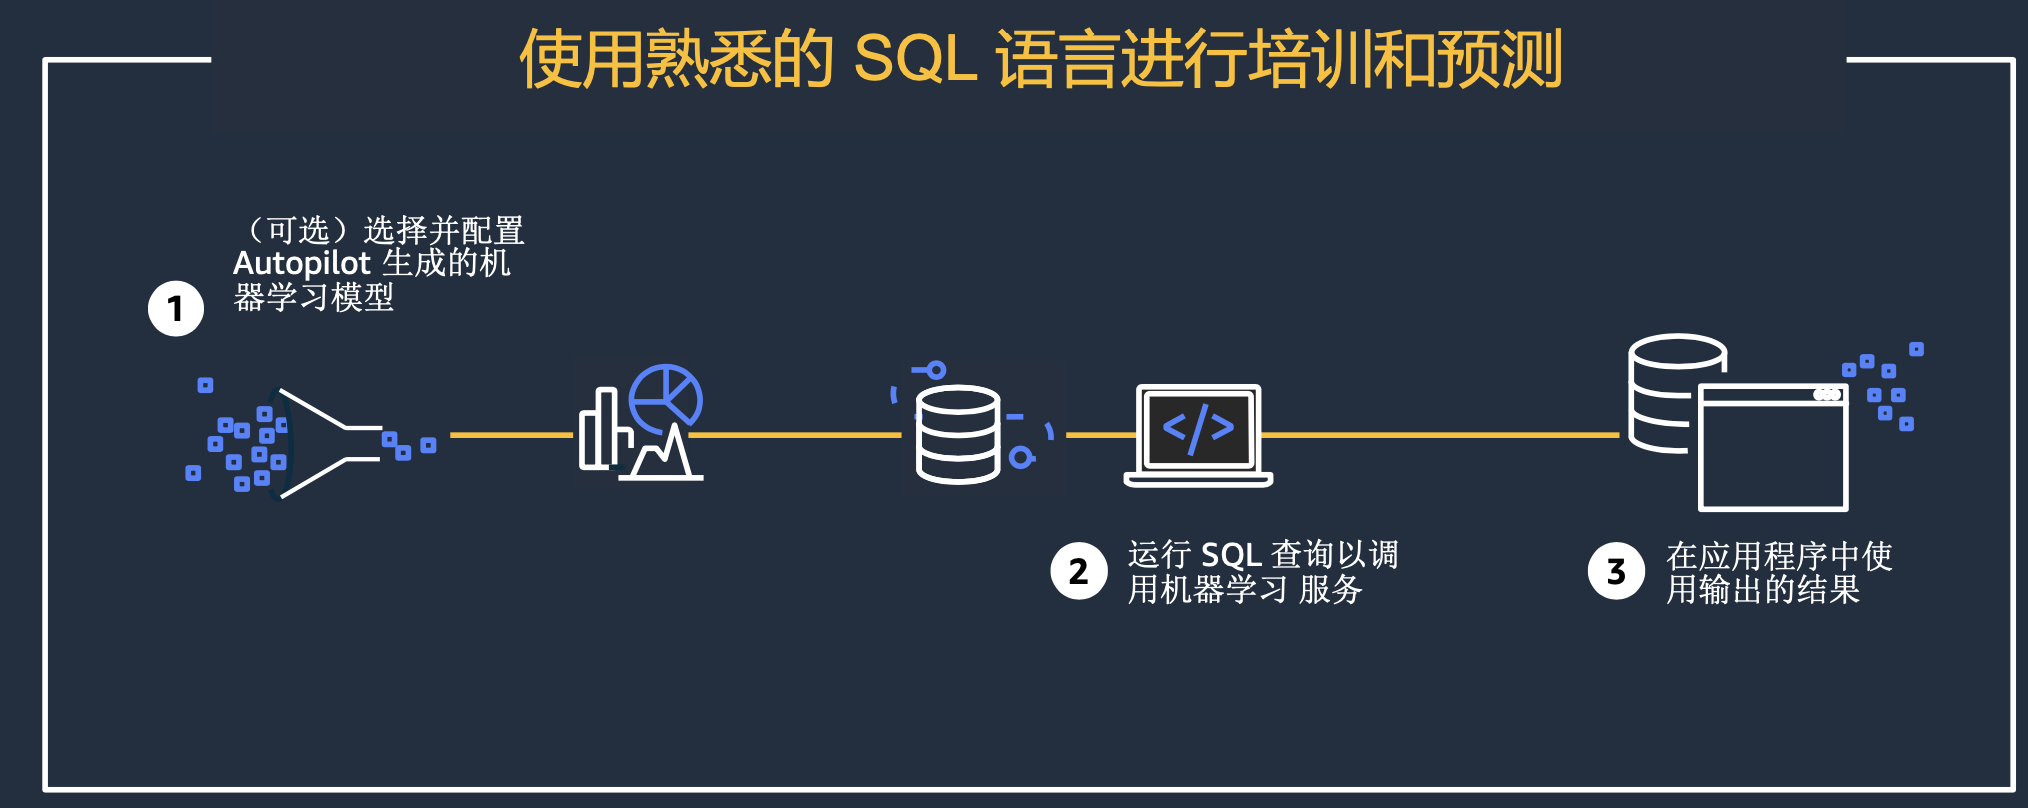 使用熟悉的 SQL 语言进行培训和预测
1
（可选）选择并配置
Autopilot 生成的机
器学习模型
</>
2
运行 SQL 查询以调
用机器学习 服务
3
在应用程序中使
用输出的结果